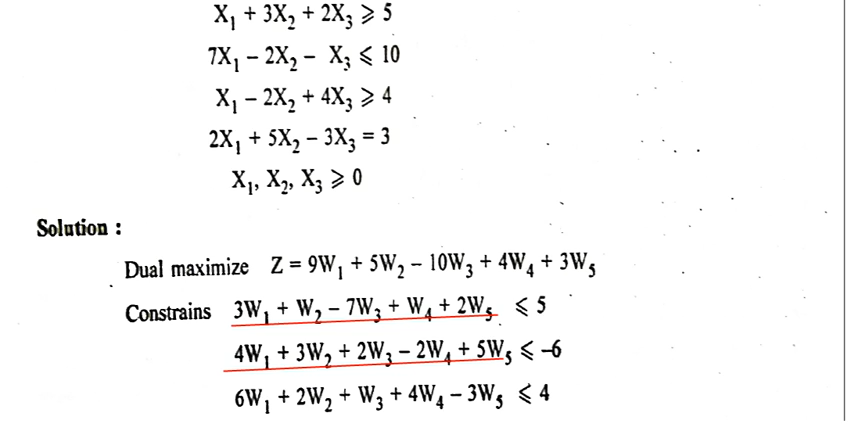 X₁ + 3X₂ + 2X₃ ⩾ 5
7X₁ – 2X₂ – X₃ ⩽ 10
X₁ – 2X₂ + 4X₃ ⩾ 4
2X₁ + 5X₂ – 3X₃ = 3
X₁, X₂, X₃ ⩾ 0
Solution :
Dual maximize Z = 9W₁ + 5W₂ – 10W₃ + 4W₄ + 3W₅
Constrains 3W₁ + W₂ – 7W₃ + W₄ + 2W₅ ⩽ 5
4W₁ + 3W₂ + 2W₃ – 2W₄ + 5W₅ ⩽ –6
6W₁ + 2W₂ + W₃ + 4W₄ – 3W₅ ⩽ 4